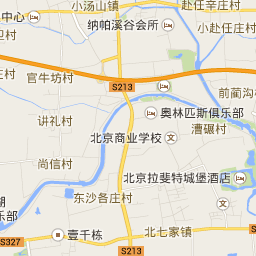 小汤山镇
赴任辛庄村
纳帕溪谷会所
小赴任庄村
中心
官牛坊村
S213
前蔺沟村
奥林匹斯俱乐部
讲礼村
漕碾村
北京商业学校
尚信村
北京拉斐特城堡酒店
东沙各庄村
S213
乐部
壹千栋
北七家镇
S327